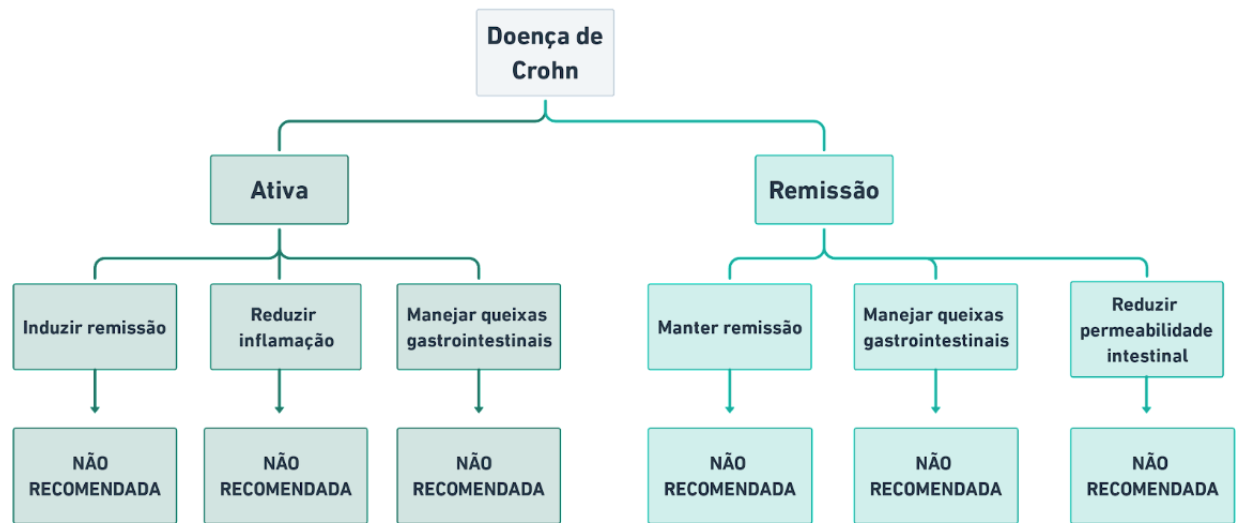 Doença de
Crohn
Ativa
Remissão
Induzir remissão
Reduzir
inflamação
Manejar queixas
gastrointestinais
Manter remissão
Manejar queixas
gastrointestinais
Reduzir
permeabilidade
intestinal
NÃO
RECOMENDADA
NÃO
RECOMENDADA
NÃO
RECOMENDADA
NÃO
RECOMENDADA
NÃO
RECOMENDADA
NÃO
RECOMENDADA